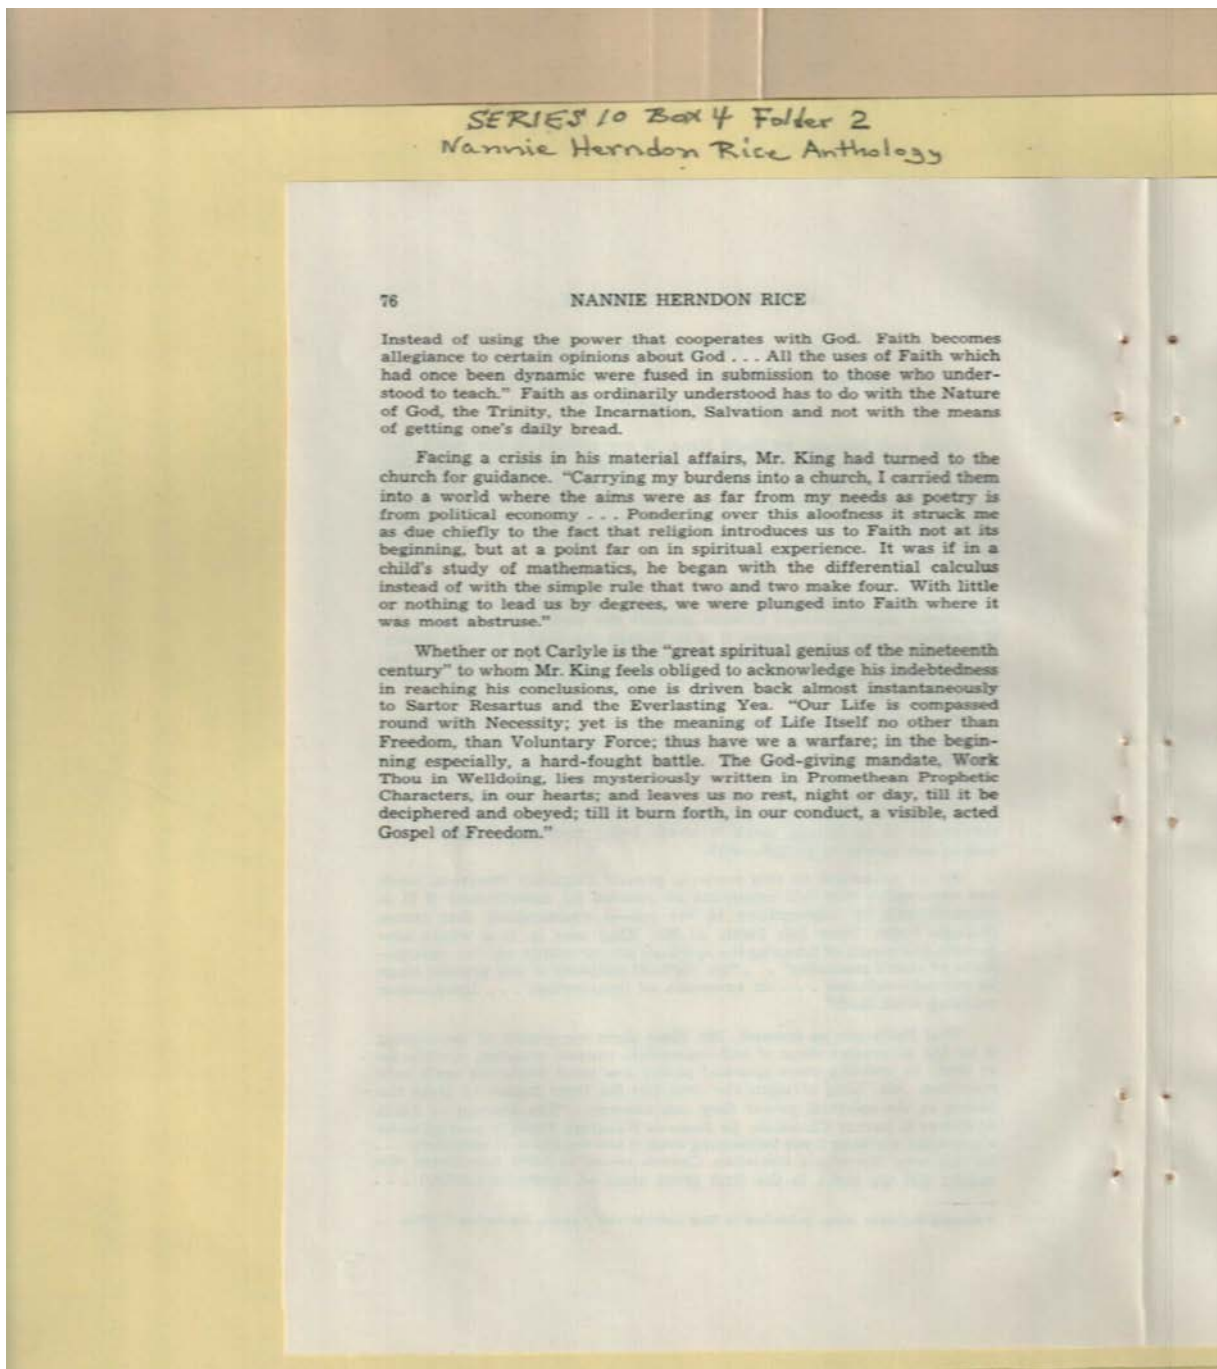 SERIES 10 Box 4 Folder 2
Nannie Herndon Rice Anthology
76 NANNIE HERNDON RICE
Instead of using the power that cooperates with God. Faith becomes
allegiance to certain opinions about God . . . All the uses of Faith which
had once been dynamic were fused in submission to those who under-
stood to teach." Faith as ordinarily understood has to do with the Nature
of God, the Trinity, the Incarnation, Salvation and not with the means
of getting one's daily bread.
Facing a crisis in his material affairs, Mr. King had turned to the
church for guidance. "Carrying my burdens into a church, I carried them
into a world where the aims were as far from my needs as poetry is
from political economy . . . Pondering over this aloofness it struck me
as due chiefly to the fact that religion introduces us to Faith not at its
beginning, but at a point far on in spiritual experience. It was if in a
child's study of mathematics, he began with the differential calculus
instead of with the simple rule that two and two make four. With little
or nothing to lead us by degrees, we were plunged into Faith where it
was most abstruse."
Whether or not Carlyle is the "great spiritual genius of the nineteenth
century" to whom Mr. King feels obliged to acknowledge his indebtedness
in reaching his conclusions, one is driven back almost instantaneously
to Sartor Resartus and the Everlasting Yea. "Our Life is compassed
round with Necessity; yet is the meaning of Life Itself no other than
Freedom, than Voluntary Force; thus have we a warfare; in the begin-
ning especially, a hard-fought battle. The God-giving mandate, Work
Thou in Welldoing, lies mysteriously written in Promethean Prophetic
Characters, in our hearts; and leaves us no rest, night or day, till it be
deciphered and obeyed; till it burn forth, in our conduct, a visible, acted
Gospel of Freedom."